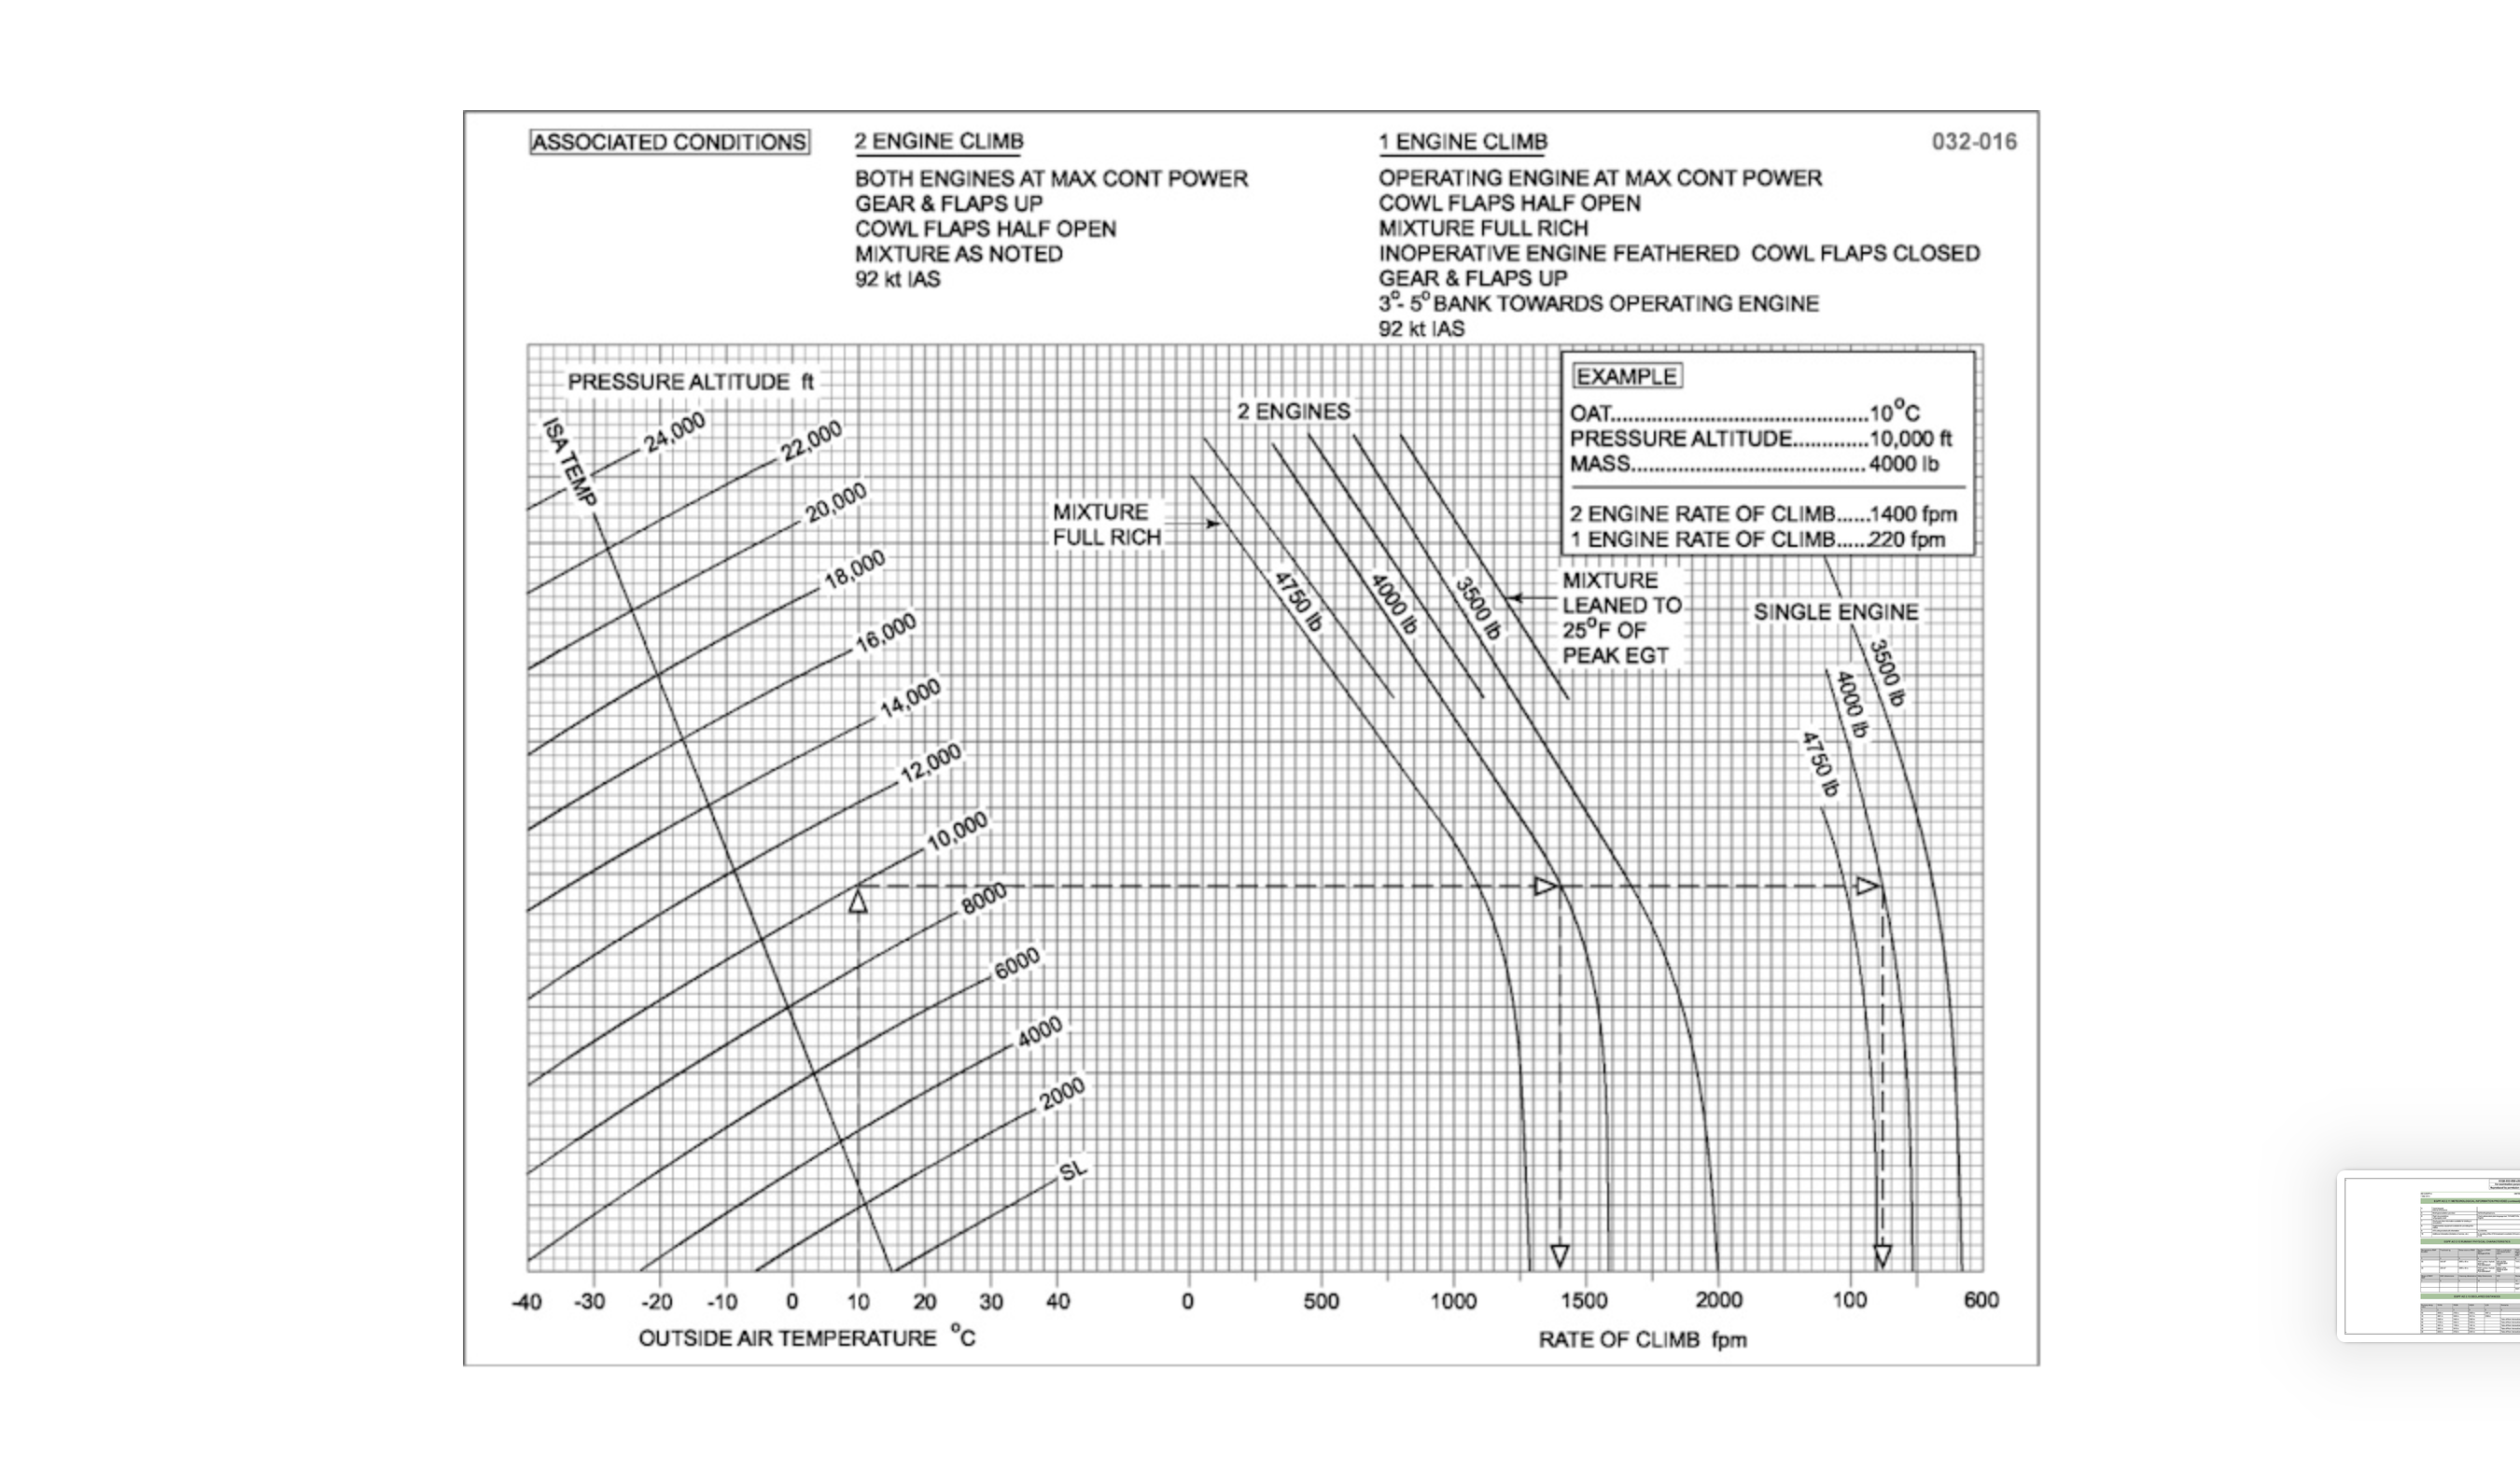 ASSOCIATED CONDITIONS
2 ENGINE CLIMB
BOTH ENGINES AT MAX CONT POWER
GEAR & FLAPS UP
COWL FLAPS HALF OPEN
MIXTURE AS NOTED
92 kt IAS
1 ENGINE CLIMB
OPERATING ENGINE AT MAX CONT POWER
COWL FLAPS HALF OPEN
MIXTURE FULL RICH
INOPERATIVE ENGINE FEATHERED COWL FLAPS CLOSED
GEAR & FLAPS UP
3°- 5° BANK TOWARDS OPERATING ENGINE
92 kt IAS
032-016
PRESSURE ALTITUDE ft
ISA TEMP
24,000
22,000
20,000
18,000
16,000
14,000
12,000
10,000
8000
6000
4000
2000
SL
2 ENGINES
MIXTURE
FULL RICH
4750 lb
4000 lb
3500 lb
MIXTURE
LEANED TO
25°F OF
PEAK EGT
EXAMPLE
OAT............................................10°C
PRESSURE ALTITUDE.............10,000 ft
MASS........................................4000 lb
2 ENGINE RATE OF CLIMB......1400 fpm
1 ENGINE RATE OF CLIMB......220 fpm
SINGLE ENGINE
3500 lb
4000 lb
4750 lb
-40 -30 -20 -10 0 10 20 30 40
OUTSIDE AIR TEMPERATURE °C
0 500 1000 1500 2000 100 600
RATE OF CLIMB fpm